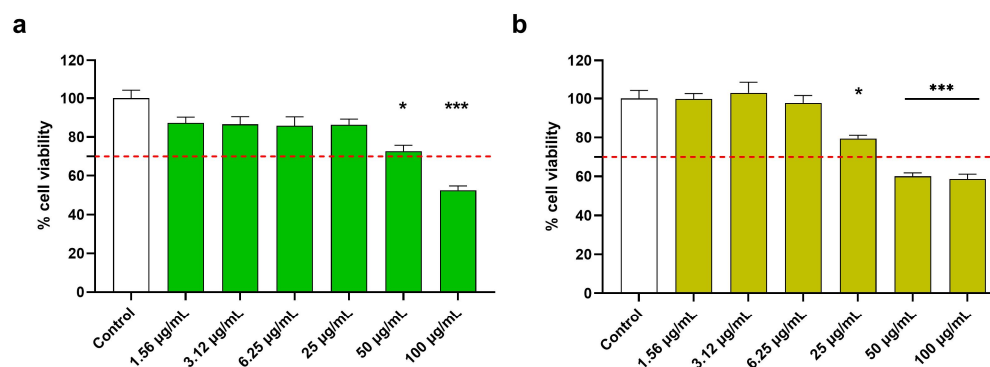 a
120
100
80
60
40
20
0
% cell viability
*
***
Control
1.56 µg/mL
3.12 µg/mL
6.25 µg/mL
25 µg/mL
50 µg/mL
100 µg/mL
b
120
100
80
60
40
20
0
% cell viability
*
***
Control
1.56 µg/mL
3.12 µg/mL
6.25 µg/mL
25 µg/mL
50 µg/mL
100 µg/mL